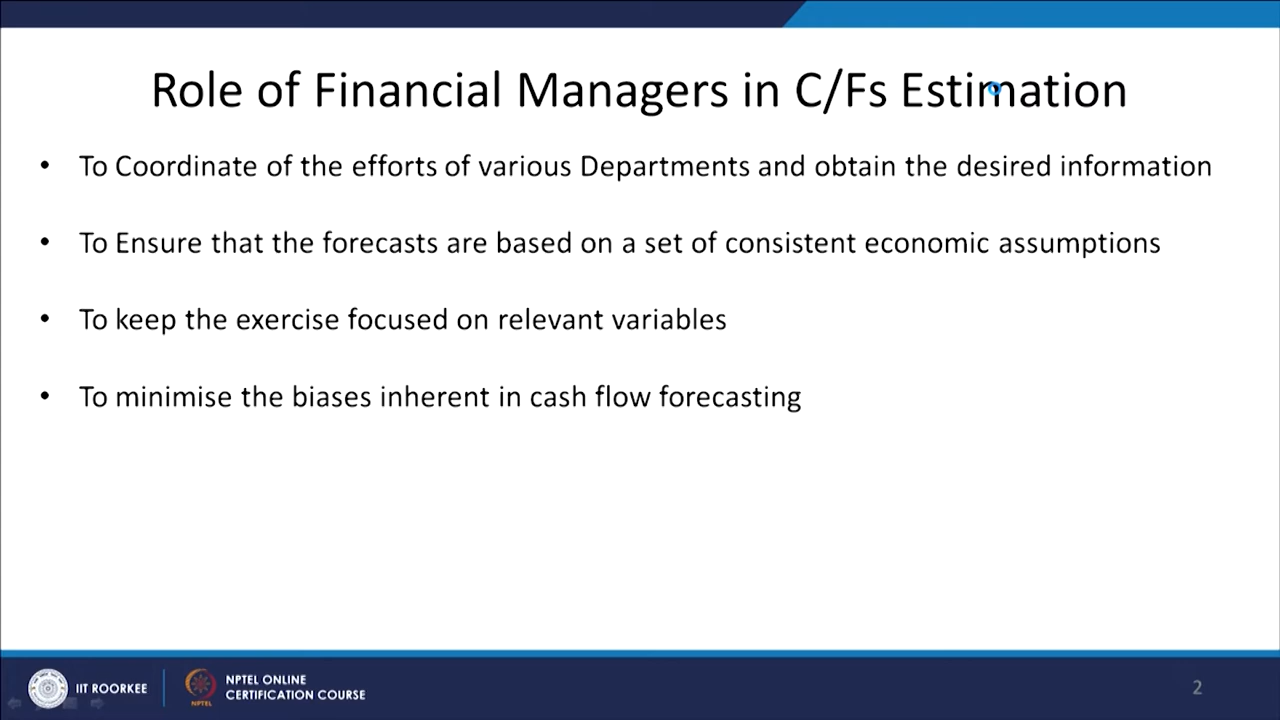 Role of Financial Managers in C/Fs Estimation
• To Coordinate of the efforts of various Departments and obtain the desired information
• To Ensure that the forecasts are based on a set of consistent economic assumptions
• To keep the exercise focused on relevant variables
• To minimise the biases inherent in cash flow forecasting
IIT ROORKEE
NPTEL
NPTEL ONLINE
CERTIFICATION COURSE
2